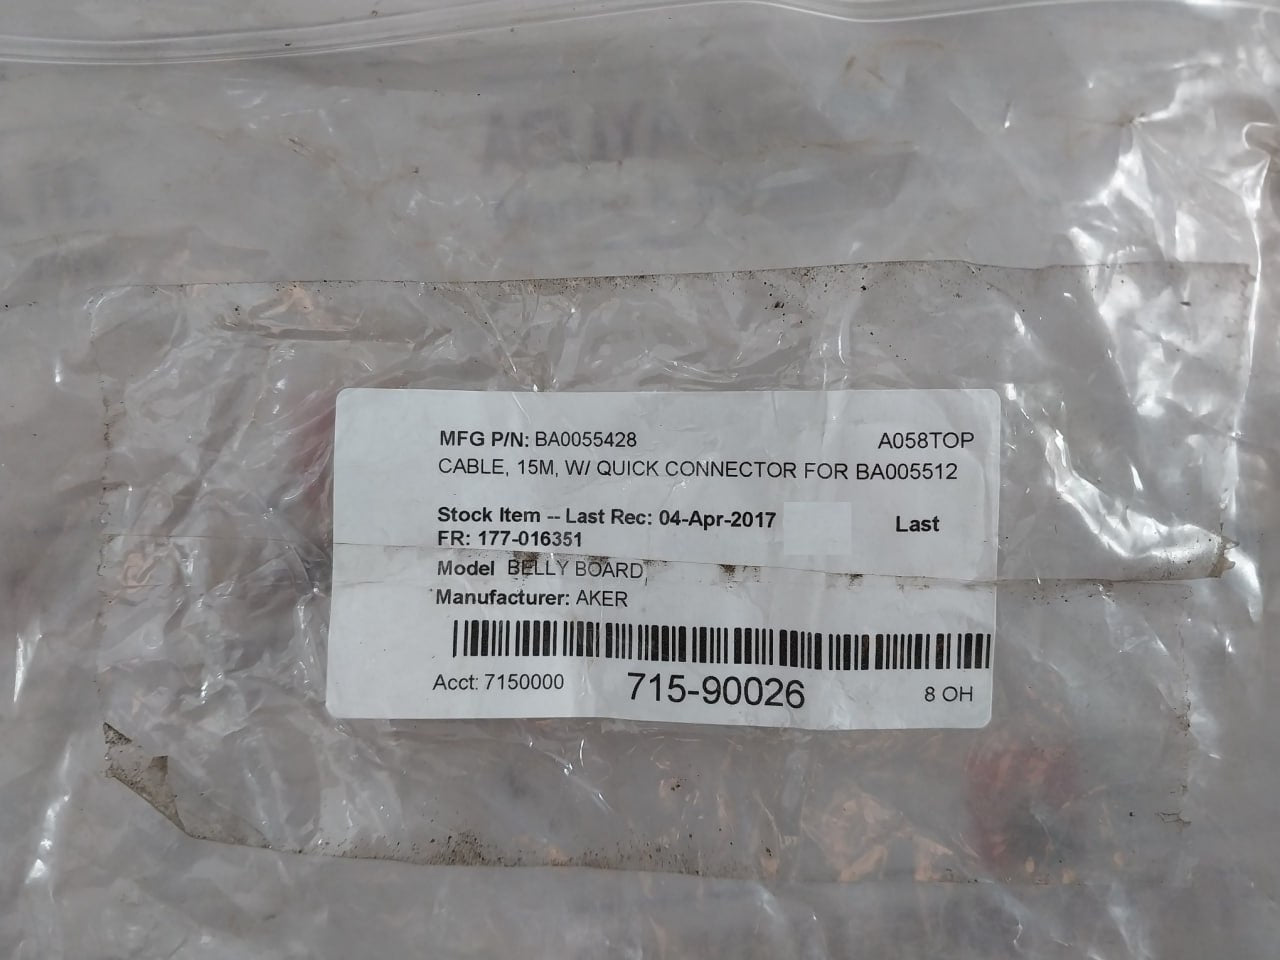 MFG P/N: BA0055428 A058TOP
CABLE, 15M, W/ QUICK CONNECTOR FOR BA005512
Stock Item -- Last Rec: 04-Apr-2017 Last
FR: 177-016351
Model BELLY BOARD
Manufacturer: AKER
Acct: 7150000 715-90026 8 OH